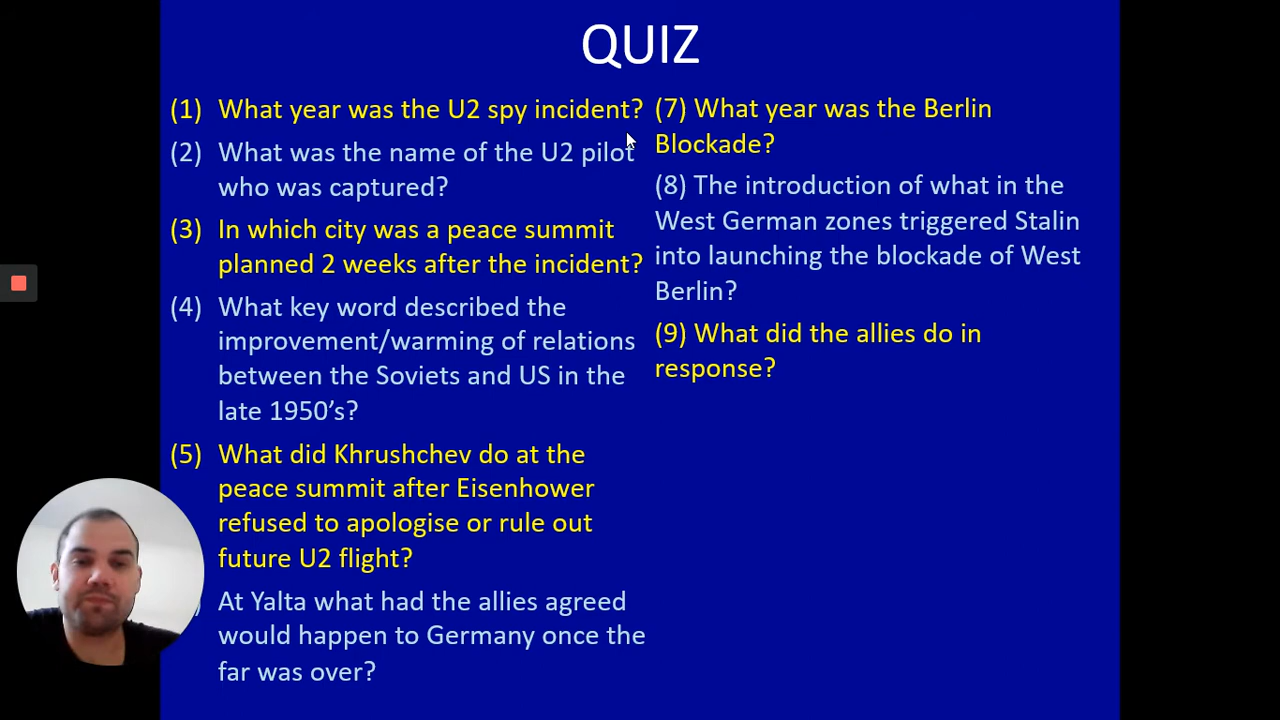 QUIZ
(1) What year was the U2 spy incident?
(2) What was the name of the U2 pilot
who was captured?
(3) In which city was a peace summit
planned 2 weeks after the incident?
(4) What key word described the
improvement/warming of relations
between the Soviets and US in the
late 1950's?
(5) What did Khrushchev do at the
peace summit after Eisenhower
refused to apologise or rule out
future U2 flight?
) At Yalta what had the allies agreed
would happen to Germany once the
far was over?
(7) What year was the Berlin
Blockade?
(8) The introduction of what in the
West German zones triggered Stalin
into launching the blockade of West
Berlin?
(9) What did the allies do in
response?